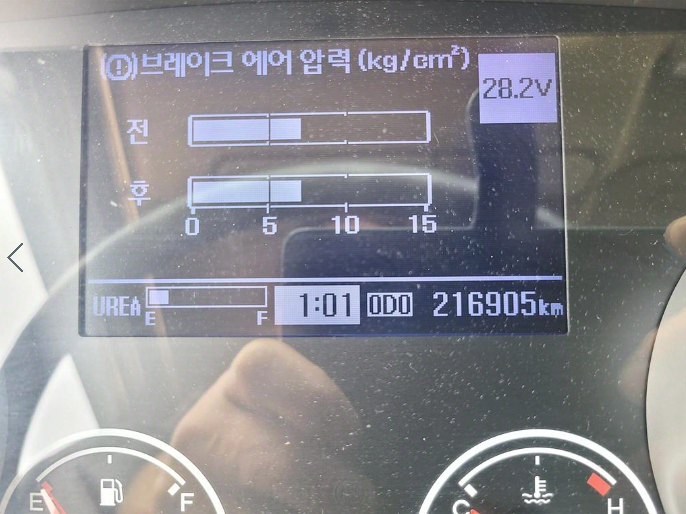 (!) 브레이크 에어 압력 (kg/cm²)
28.2V
전
후
0 5 10 15
UREA E F 1:01 ODO 216905km
E F C H